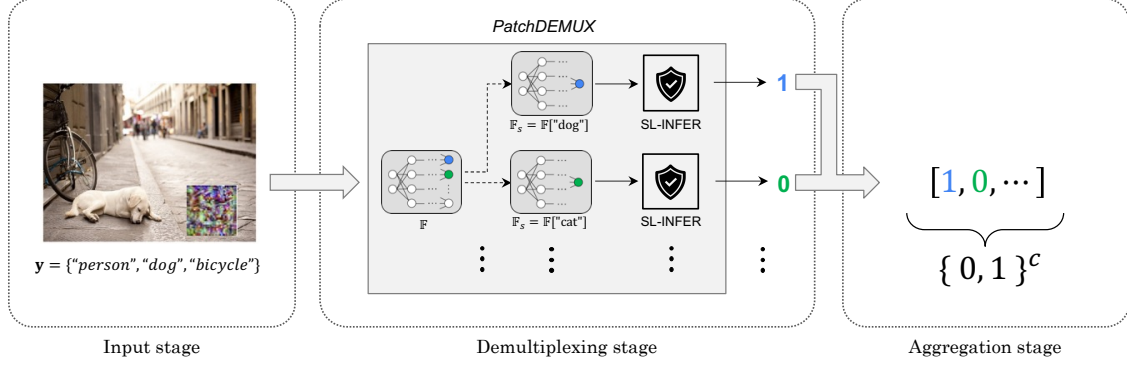 PatchDEMUX
𝔽ₛ = 𝔽["dog"]
SL-INFER
1
𝔽
𝔽ₛ = 𝔽["cat"]
SL-INFER
0
y = {"person", "dog", "bicycle"}
[1, 0, ⋯ ]
{ 0, 1 }ᶜ
Input stage
Demultiplexing stage
Aggregation stage